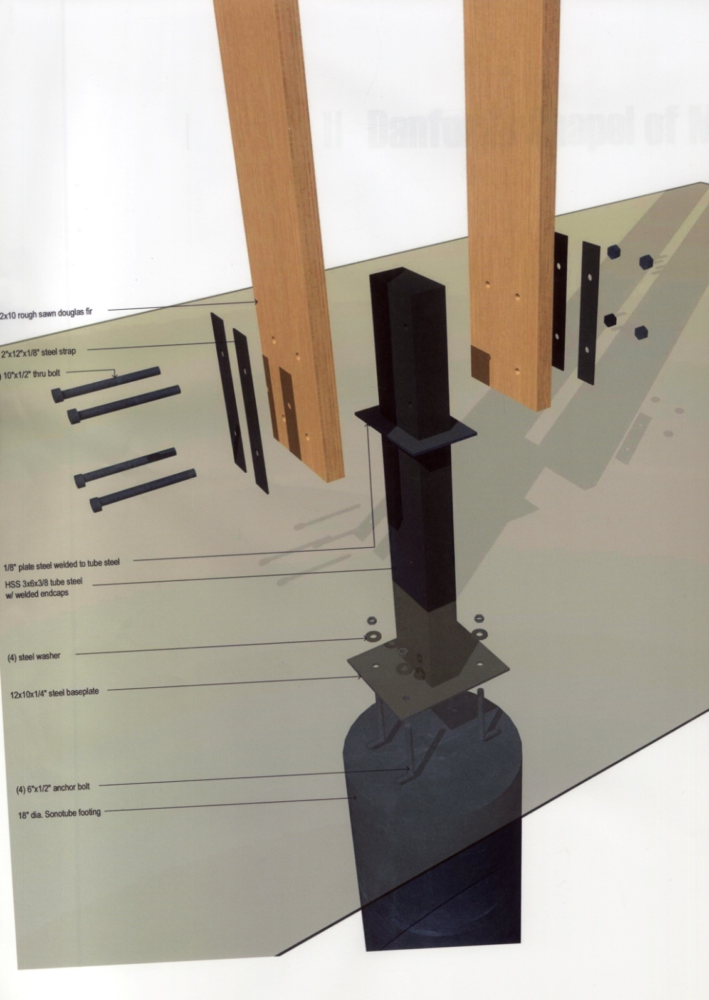 Danfo apel of
2x10 rough sawn douglas fir
2"x12"x1/8" steel strap
) 10"x1/2" thru bolt
1/8" plate steel welded to tube steel
HSS 3x6x3/8 tube steel
w/ welded endcaps
(4) steel washer
12x10x1/4" steel baseplate
(4) 6"x1/2" anchor bolt
18" dia. Sonotube footing